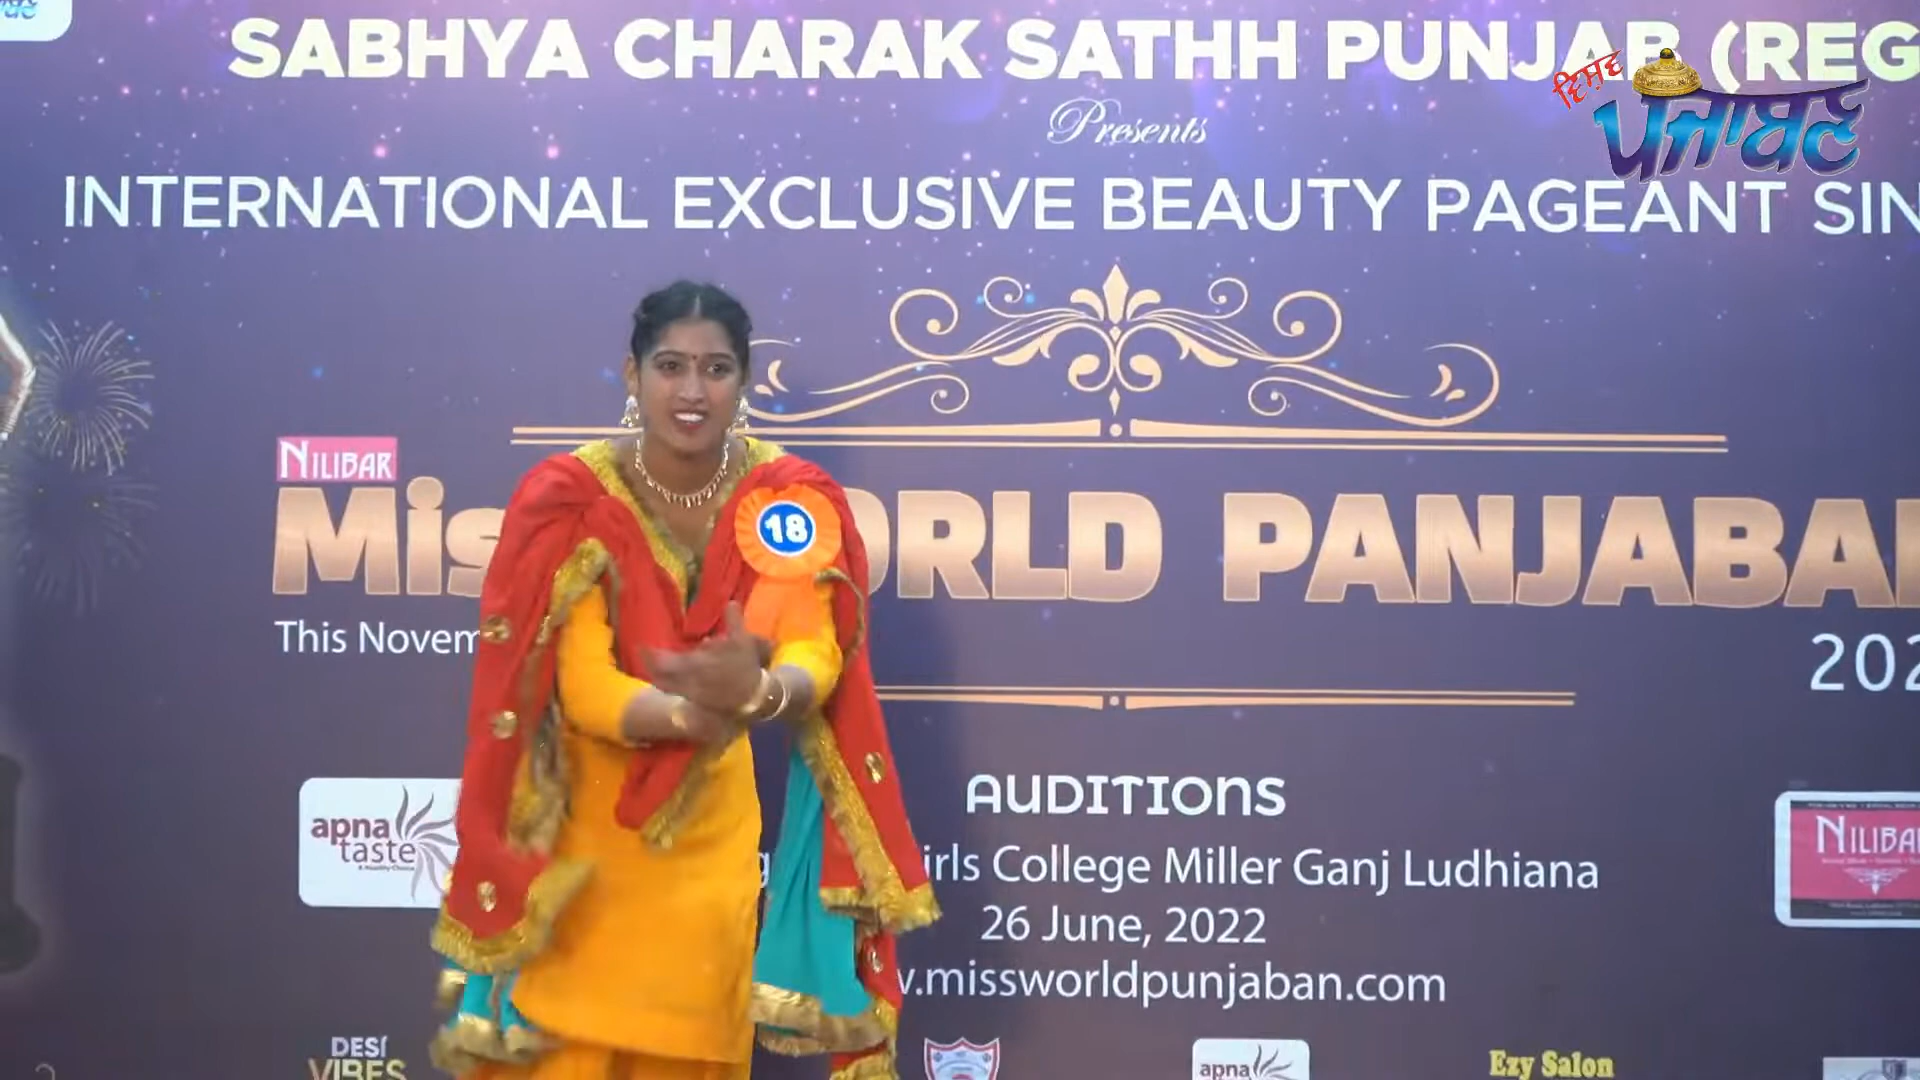 SABHYA CHARAK SATHH PUNJAB (REG
ਵਿਸ਼ਵ
ਪੰਜਾਬਣ
Presents
INTERNATIONAL EXCLUSIVE BEAUTY PAGEANT SIN
NILIBAR
Mis ORLD PANJABA
18
This Novem
202
AUDITIONS
apna
taste
A Healthy Choice
irls College Miller Ganj Ludhiana
NILIBAR
26 June, 2022
.missworldpunjaban.com
DESI
VIBES
apna
Ezy Salon